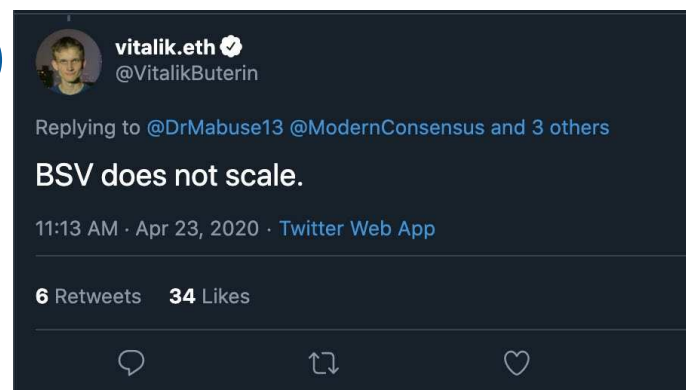 vitalik.eth
@VitalikButerin
Replying to @DrMabuse13 @ModernConsensus and 3 others
BSV does not scale.
11:13 AM · Apr 23, 2020 · Twitter Web App
6 Retweets 34 Likes